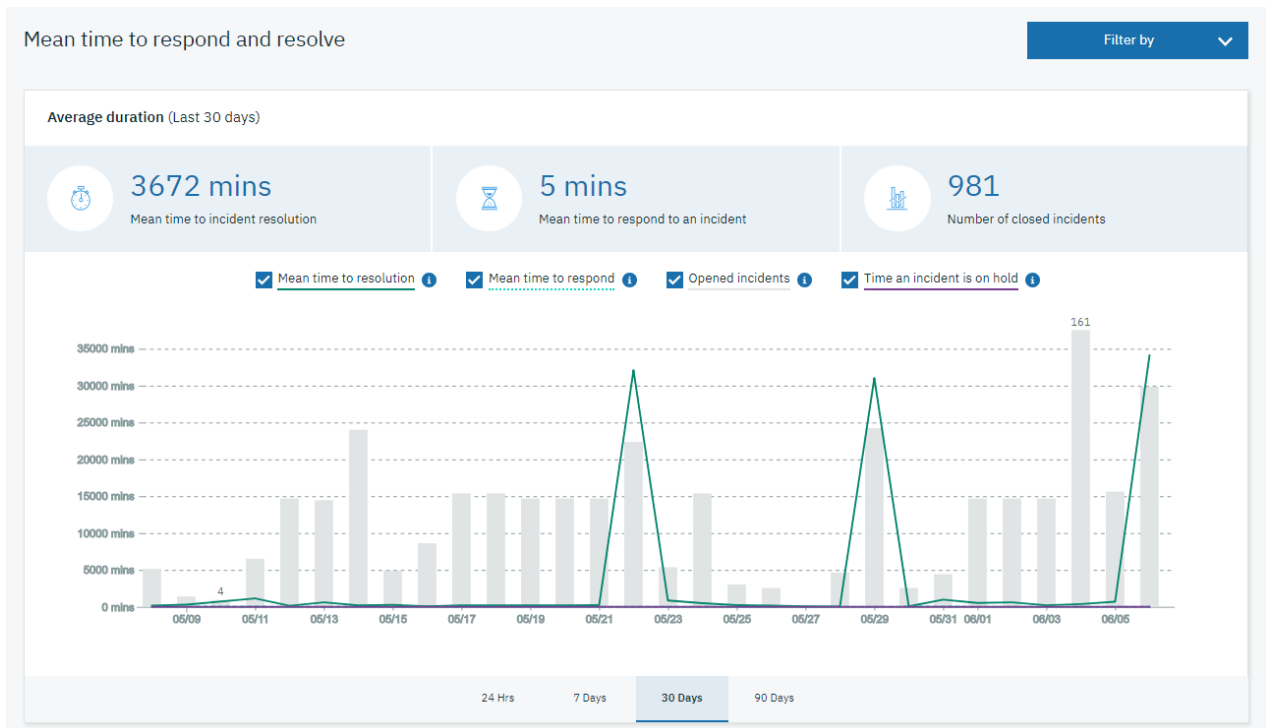 Mean time to respond and resolve
Filter by
Average duration (Last 30 days)
3672 mins
Mean time to incident resolution
5 mins
Mean time to respond to an incident
981
Number of closed incidents
Mean time to resolution i
Mean time to respond i
Opened incidents i
Time an incident is on hold i
161
35000 mins
30000 mins
25000 mins
20000 mins
15000 mins
10000 mins
5000 mins
4
0 mins
05/09 05/11 05/13 05/15 05/17 05/19 05/21 05/23 05/25 05/27 05/29 05/31 06/01 06/03 06/05
24 Hrs 7 Days 30 Days 90 Days